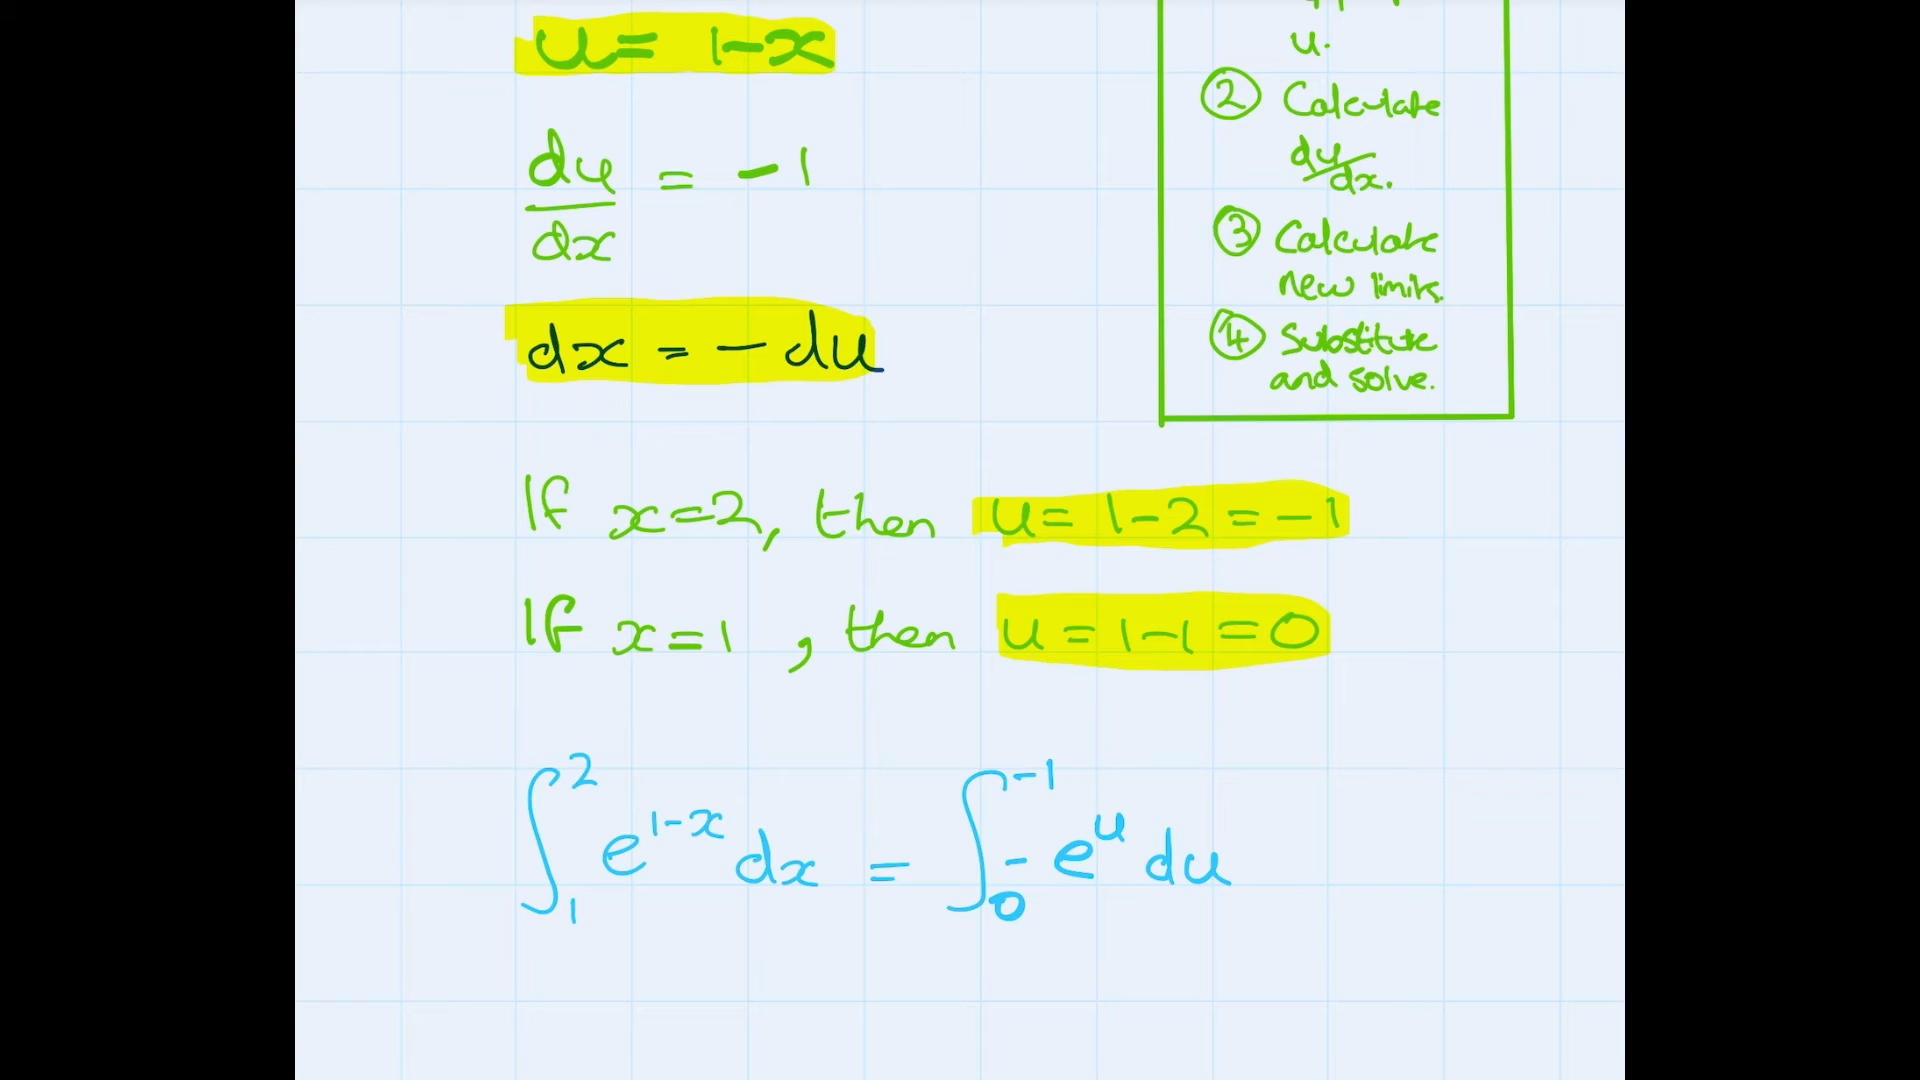 u = 1-x
du/dx = -1
dx = - du
u.
② Calculate
du/dx.
③ Calculate
new limits.
④ Substitute
and solve.
If x=2, then u = 1-2 = -1
If x=1, then u = 1-1 = 0
∫₁² e^(1-x) dx = ∫₀⁻¹ -e^u du